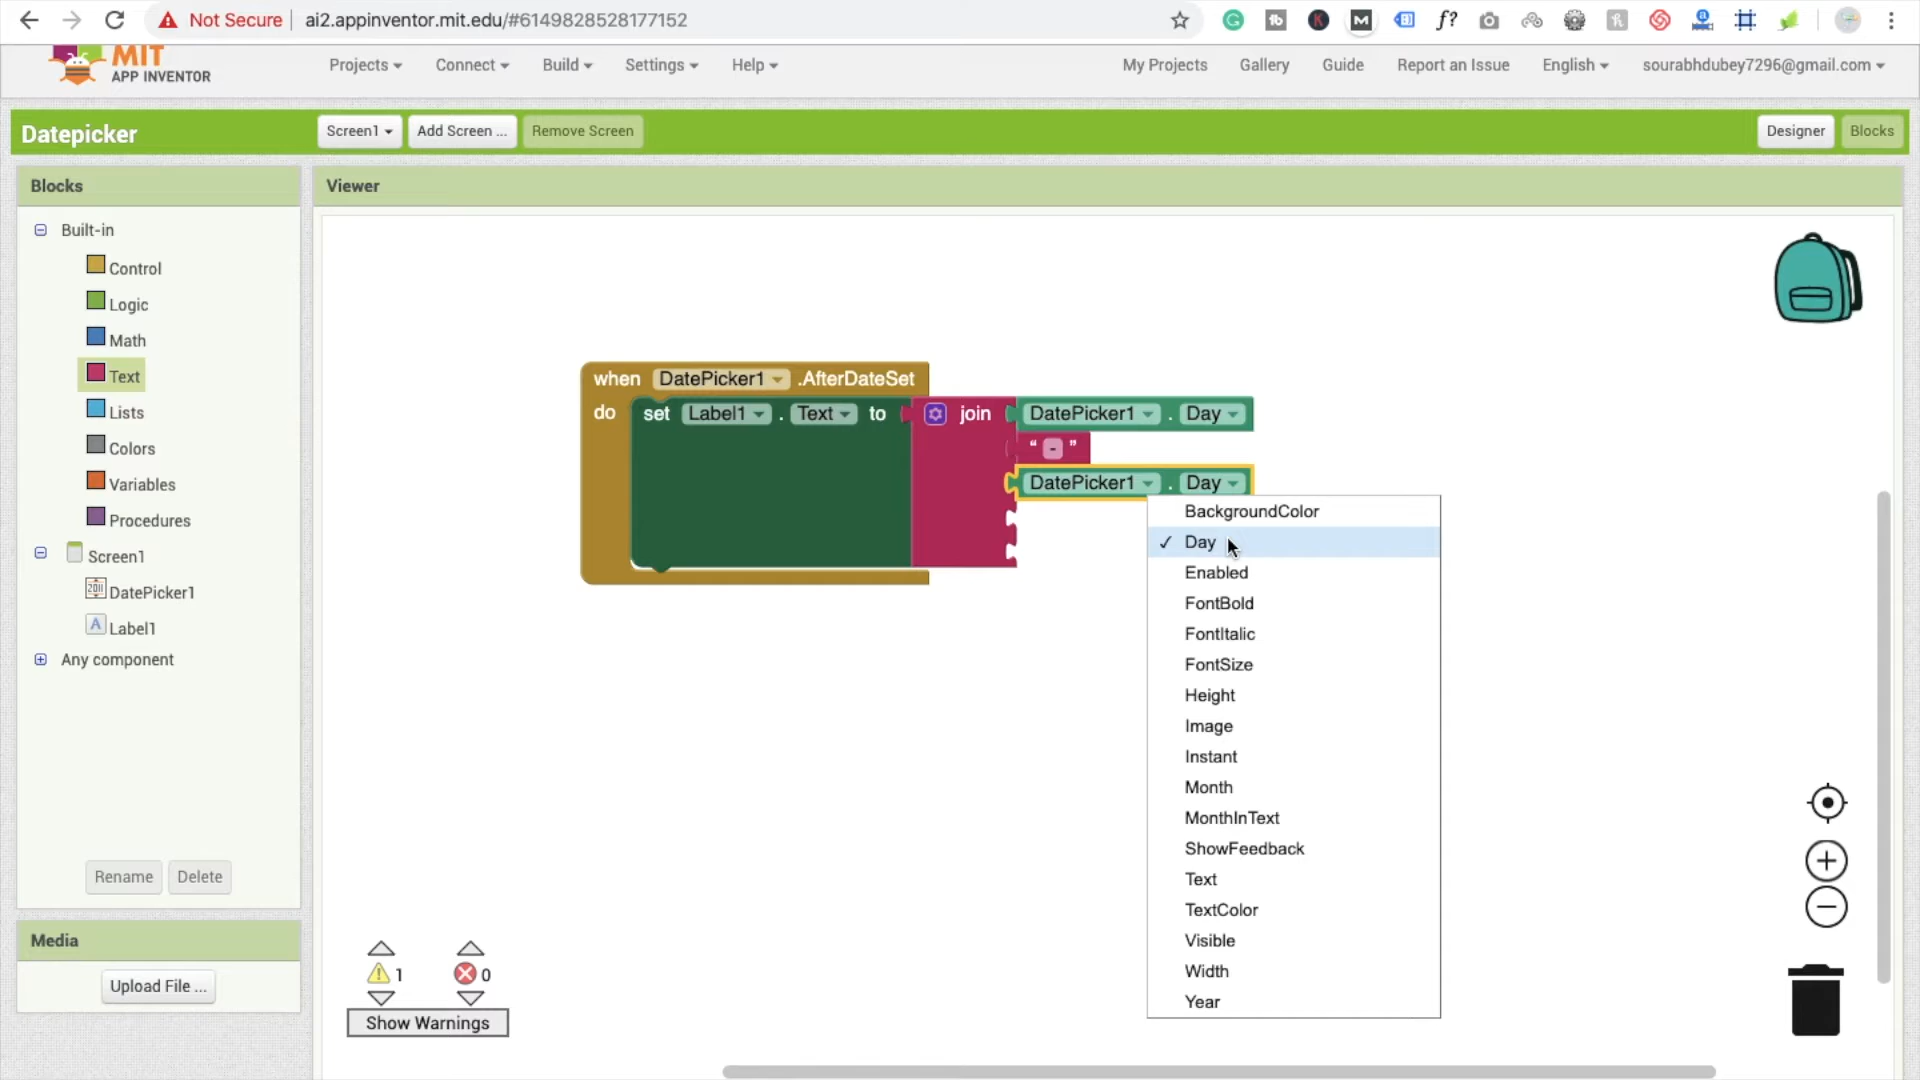 Not Secure
ai2.appinventor.mit.edu/#6149828528177152
MIT
APP INVENTOR
Projects
Connect
Build
Settings
Help
My Projects
Gallery
Guide
Report an Issue
English
sourabhdubey7296@gmail.com
Datepicker
Screen1
Add Screen ...
Remove Screen
Designer
Blocks
Blocks
Viewer
Built-in
Control
Logic
Math
Text
Lists
Colors
Variables
Procedures
Screen1
DatePicker1
Label1
Any component
Rename
Delete
Media
Upload File ...
when DatePicker1 .AfterDateSet
do set Label1 . Text to join DatePicker1 . Day
" - "
DatePicker1 . Day
BackgroundColor
✓ Day
Enabled
FontBold
FontItalic
FontSize
Height
Image
Instant
Month
MonthInText
ShowFeedback
Text
TextColor
Visible
Width
Year
1
0
Show Warnings